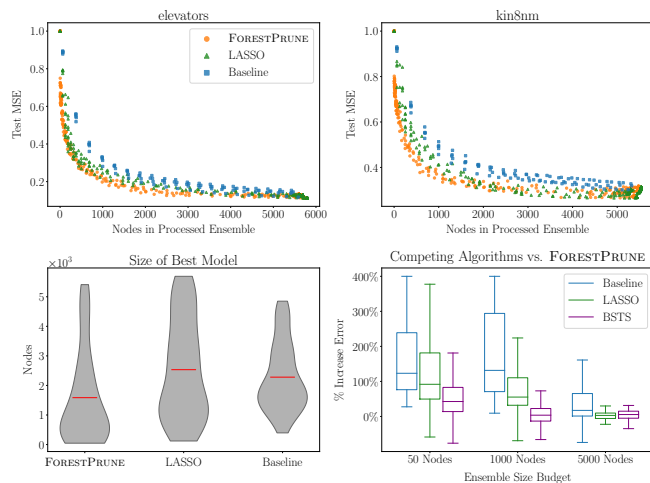 elevators
1.0
0.8
0.6
0.4
0.2
Test MSE
FORESTPRUNE
LASSO
Baseline
0
1000
2000
3000
4000
5000
6000
Nodes in Processed Ensemble
kin8nm
1.0
0.8
0.6
0.4
Test MSE
0
1000
2000
3000
4000
5000
Nodes in Processed Ensemble
Size of Best Model
×10³
5
4
3
2
1
0
Nodes
FORESTPRUNE
LASSO
Baseline
Competing Algorithms vs. FORESTPRUNE
400%
300%
200%
100%
0%
% Increase Error
Baseline
LASSO
BSTS
50 Nodes
1000 Nodes
5000 Nodes
Ensemble Size Budget